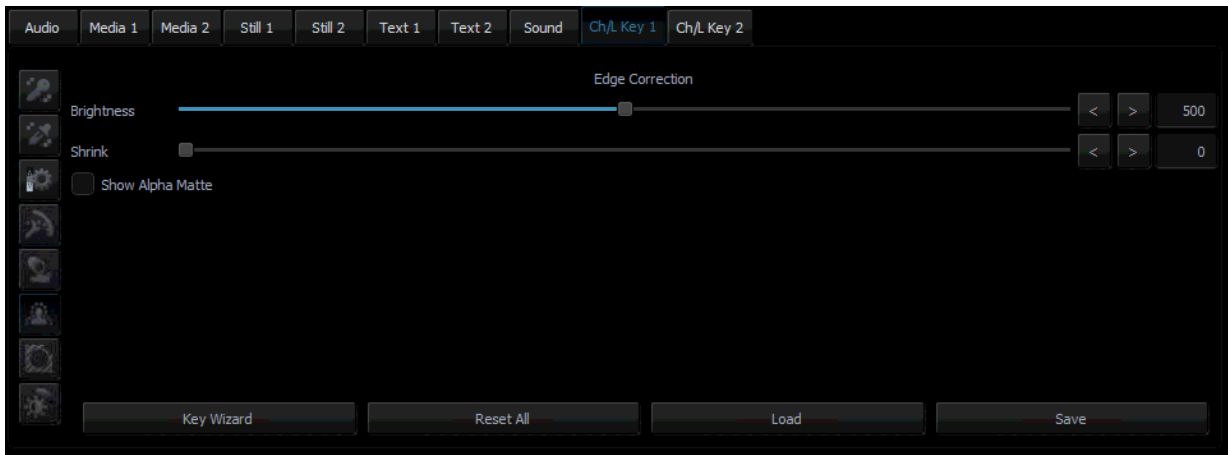 Audio Media 1 Media 2 Still 1 Still 2 Text 1 Text 2 Sound Ch/L Key 1 Ch/L Key 2
Edge Correction
Brightness < > 500
Shrink < > 0
Show Alpha Matte
Key Wizard Reset All Load Save